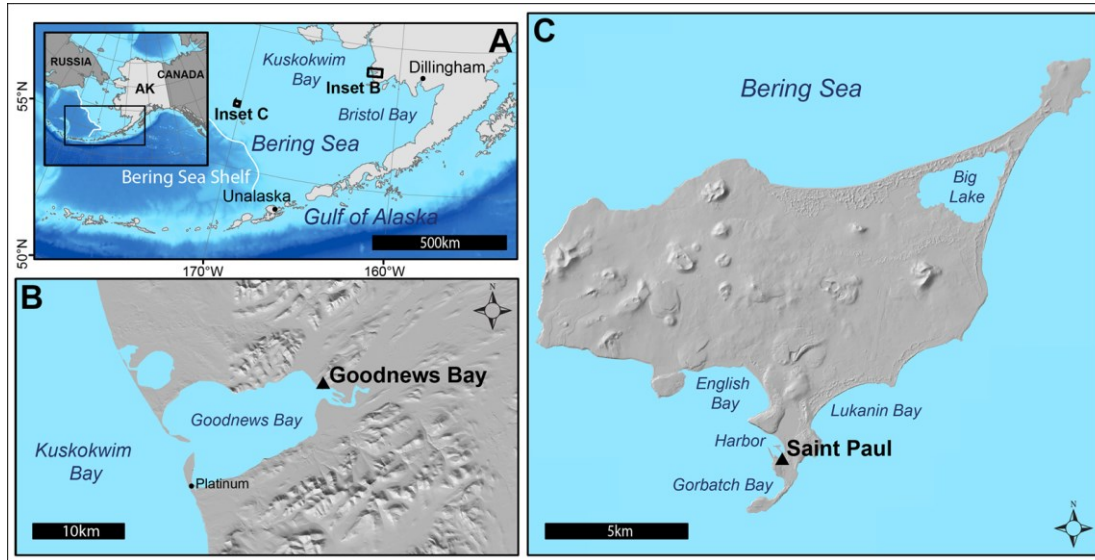 A
RUSSIA
CANADA
AK
Kuskokwim
Bay
Dillingham
Inset B
Inset C
Bristol Bay
Bering Sea
Bering Sea Shelf
Unalaska
Gulf of Alaska
500km
55°N
50°N
170°W
160°W
B
N
Goodnews Bay
Goodnews Bay
Kuskokwim
Bay
Platinum
10km
C
Bering Sea
Big
Lake
English
Bay
Lukanin Bay
Harbor
Saint Paul
Gorbatch Bay
5km
N